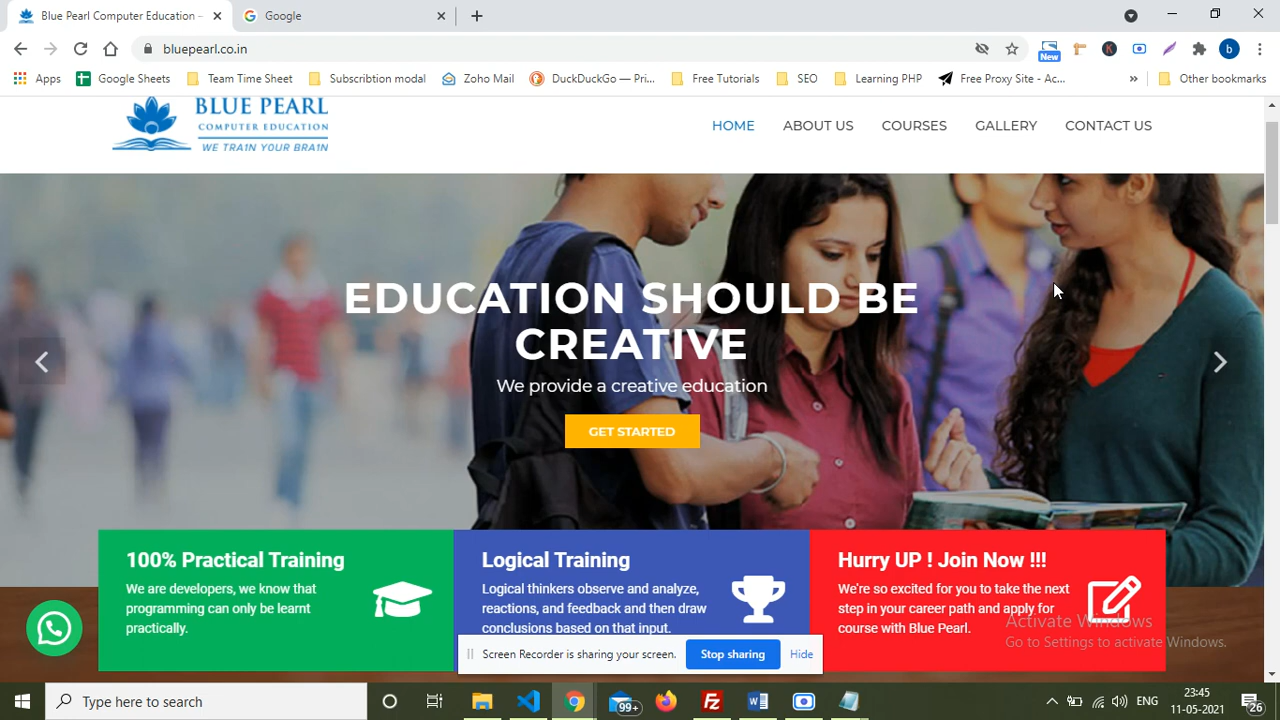 Blue Pearl Computer Education -
Google
bluepearl.co.in
New
K
b
Apps
Google Sheets
Team Time Sheet
Subscribtion modal
Zoho Mail
DuckDuckGo — Pri...
Free Tutorials
SEO
Learning PHP
Free Proxy Site - Ac...
»
Other bookmarks
BLUE PEARL
COMPUTER EDUCATION
WE TRAIN YOUR BRAIN
HOME
ABOUT US
COURSES
GALLERY
CONTACT US
EDUCATION SHOULD BE
CREATIVE
We provide a creative education
GET STARTED
100% Practical Training
We are developers, we know that
programming can only be learnt
practically.
Logical Training
Logical thinkers observe and analyze,
reactions, and feedback and then draw
conclusions based on that input.
Hurry UP ! Join Now !!!
We're so excited for you to take the next
step in your career path and apply for
course with Blue Pearl.
Activate Windows
Go to Settings to activate Windows.
Screen Recorder is sharing your screen.
Stop sharing
Hide
Type here to search
99+
Fz
W
ENG
23:45
11-05-2021
26